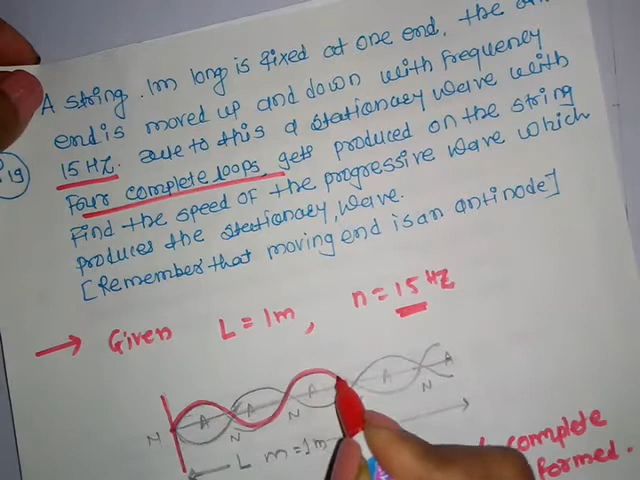 A string 1m long is fixed at one end. the
end is moved up and down with frequency
15 HZ. due to this a stationary wave with
Four complete loops, gets produced on the string
19
Find the speed of the progressive wave which
produces the stationary, wave.
[Remember that moving end is an antinode]
→ Given L = 1m, n = 15 HZ
N A N A N A A N A
L m = 1m
complete
formed.